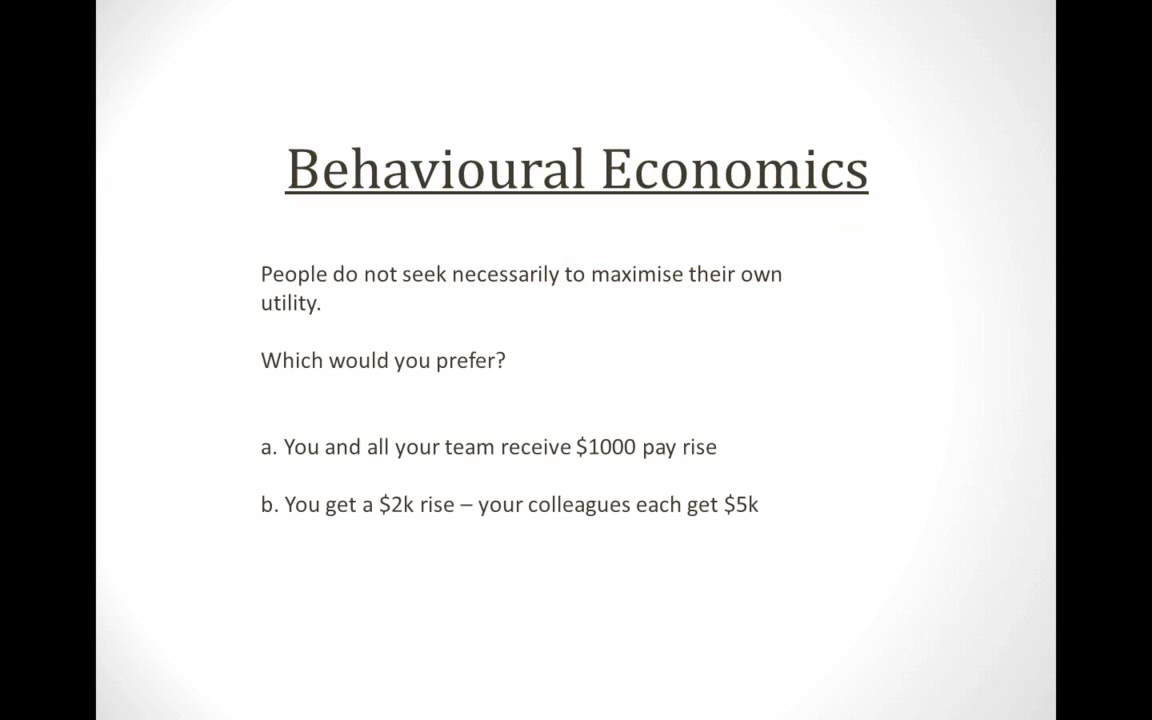 Behavioural Economics
People do not seek necessarily to maximise their own
utility.
Which would you prefer?
a. You and all your team receive $1000 pay rise
b. You get a $2k rise – your colleagues each get $5k